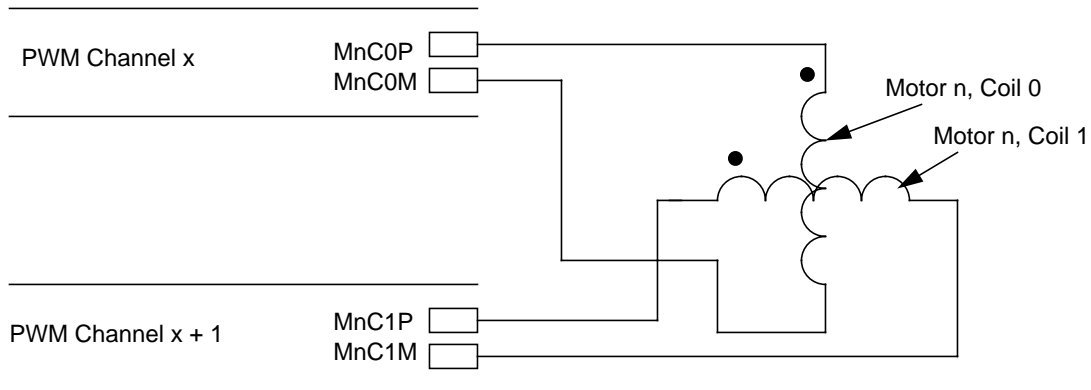 PWM Channel x
MnC0P
MnC0M
Motor n, Coil 0
Motor n, Coil 1
PWM Channel x + 1
MnC1P
MnC1M